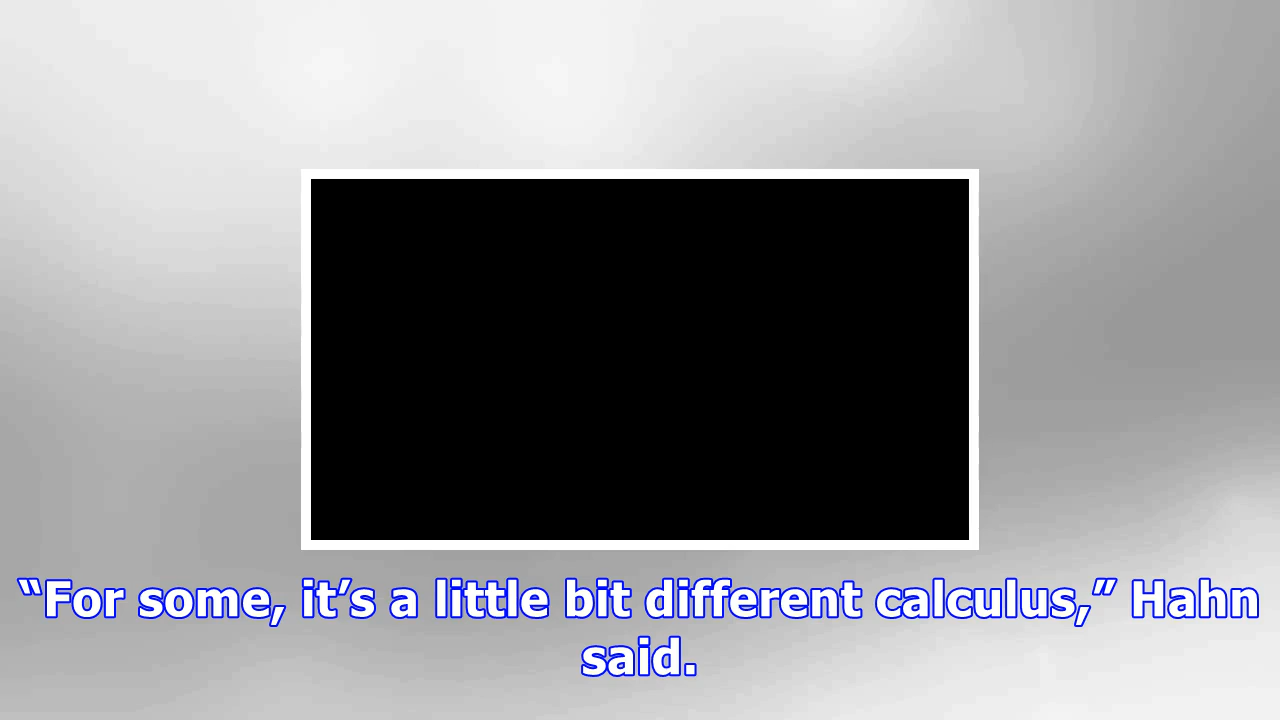 “For some, it’s a little bit different calculus,” Hahn
said.